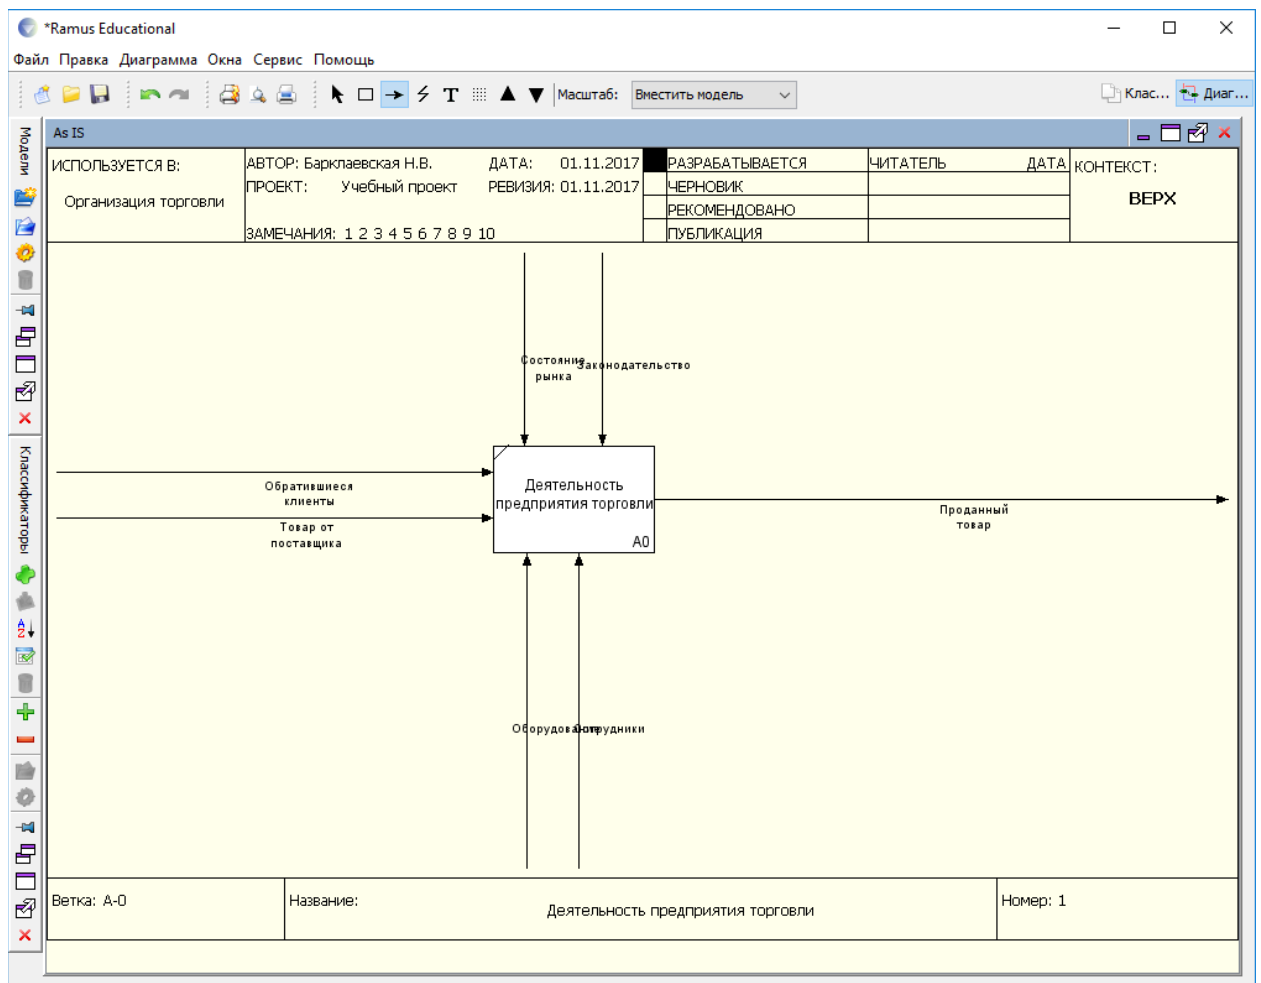 *Ramus Educational
Файл Правка Диаграмма Окна Сервис Помощь
Масштаб: Вместить модель
Клас... Диаг...
Модели
Классификаторы
As IS
ИСПОЛЬЗУЕТСЯ В:
Организация торговли
АВТОР: Барклаевская Н.В. ДАТА: 01.11.2017
ПРОЕКТ: Учебный проект РЕВИЗИЯ: 01.11.2017
ЗАМЕЧАНИЯ: 1 2 3 4 5 6 7 8 9 10
РАЗРАБАТЫВАЕТСЯ
ЧЕРНОВИК
РЕКОМЕНДОВАНО
ПУБЛИКАЦИЯ
ЧИТАТЕЛЬ ДАТА
КОНТЕКСТ:
ВЕРХ
Состояние
рынка
Законодательство
Обратившиеся
клиенты
Товар от
поставщика
Деятельность
предприятия торговли
A0
Проданный
товар
Оборудование
Сотрудники
Ветка: A-0
Название:
Деятельность предприятия торговли
Номер: 1